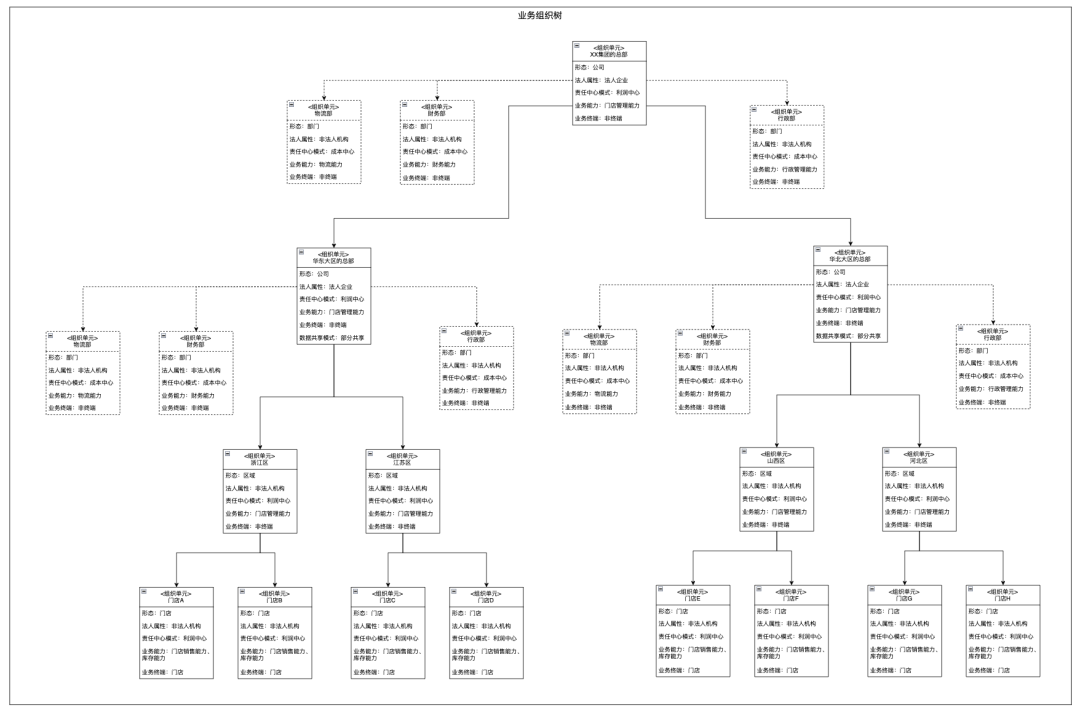 业务组织树
<组织单元>
XX集团的总部
形态：公司
法人属性：法人企业
责任中心模式：利润中心
业务能力：门店管理能力
业务终端：非终端
<组织单元>
物流部
形态：部门
法人属性：非法人机构
责任中心模式：成本中心
业务能力：物流能力
业务终端：非终端
<组织单元>
财务部
形态：部门
法人属性：非法人机构
责任中心模式：成本中心
业务能力：财务能力
业务终端：非终端
<组织单元>
行政部
形态：部门
法人属性：非法人机构
责任中心模式：成本中心
业务能力：行政管理能力
业务终端：非终端
<组织单元>
华东大区的总部
形态：公司
法人属性：法人企业
责任中心模式：利润中心
业务能力：门店管理能力
业务终端：非终端
数据共享模式：部分共享
<组织单元>
华北大区的总部
形态：公司
法人属性：法人企业
责任中心模式：利润中心
业务能力：门店管理能力
业务终端：非终端
数据共享模式：部分共享
<组织单元>
物流部
形态：部门
法人属性：非法人机构
责任中心模式：成本中心
业务能力：物流能力
业务终端：非终端
<组织单元>
财务部
形态：部门
法人属性：非法人机构
责任中心模式：成本中心
业务能力：财务能力
业务终端：非终端
<组织单元>
行政部
形态：部门
法人属性：非法人机构
责任中心模式：成本中心
业务能力：行政管理能力
业务终端：非终端
<组织单元>
物流部
形态：部门
法人属性：非法人机构
责任中心模式：成本中心
业务能力：物流能力
业务终端：非终端
<组织单元>
财务部
形态：部门
法人属性：非法人机构
责任中心模式：成本中心
业务能力：财务能力
业务终端：非终端
<组织单元>
行政部
形态：部门
法人属性：非法人机构
责任中心模式：成本中心
业务能力：行政管理能力
业务终端：非终端
<组织单元>
浙江区
形态：区域
法人属性：非法人机构
责任中心模式：利润中心
业务能力：门店管理能力
业务终端：非终端
<组织单元>
江苏区
形态：区域
法人属性：非法人机构
责任中心模式：利润中心
业务能力：门店管理能力
业务终端：非终端
<组织单元>
山西区
形态：区域
法人属性：非法人机构
责任中心模式：利润中心
业务能力：门店管理能力
业务终端：非终端
<组织单元>
河北区
形态：区域
法人属性：非法人机构
责任中心模式：利润中心
业务能力：门店管理能力
业务终端：非终端
<组织单元>
门店A
形态：门店
法人属性：非法人机构
责任中心模式：利润中心
业务能力：门店销售能力、
库存能力
业务终端：门店
<组织单元>
门店B
形态：门店
法人属性：非法人机构
责任中心模式：利润中心
业务能力：门店销售能力、
库存能力
业务终端：门店
<组织单元>
门店C
形态：门店
法人属性：非法人机构
责任中心模式：利润中心
业务能力：门店销售能力、
库存能力
业务终端：门店
<组织单元>
门店D
形态：门店
法人属性：非法人机构
责任中心模式：利润中心
业务能力：门店销售能力、
库存能力
业务终端：门店
<组织单元>
门店E
形态：门店
法人属性：非法人机构
责任中心模式：利润中心
业务能力：门店销售能力、
库存能力
业务终端：门店
<组织单元>
门店F
形态：门店
法人属性：非法人机构
责任中心模式：利润中心
业务能力：门店销售能力、
库存能力
业务终端：门店
<组织单元>
门店G
形态：门店
法人属性：非法人机构
责任中心模式：利润中心
业务能力：门店销售能力、
库存能力
业务终端：门店
<组织单元>
门店H
形态：门店
法人属性：非法人机构
责任中心模式：利润中心
业务能力：门店销售能力、
库存能力
业务终端：门店